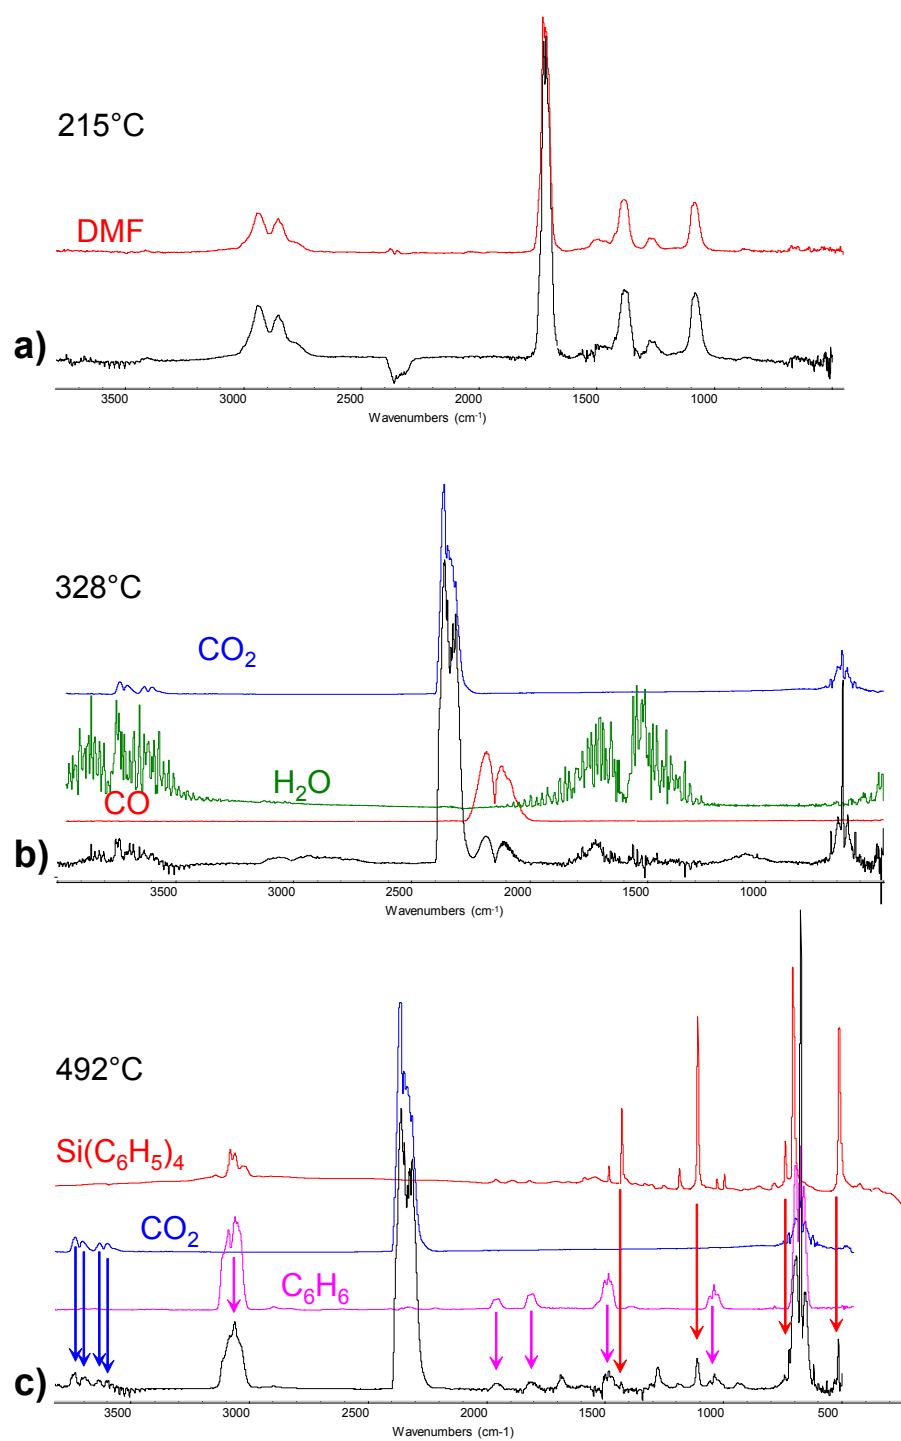 215°C
DMF
a)
3500 3000 2500 2000 1500 1000
Wavenumbers (cm-1)
328°C
CO2
H2O
CO
b)
3500 3000 2500 2000 1500 1000
Wavenumbers (cm-1)
492°C
Si(C6H5)4
CO2
C6H6
c)
3500 3000 2500 2000 1500 1000 500
Wavenumbers (cm-1)